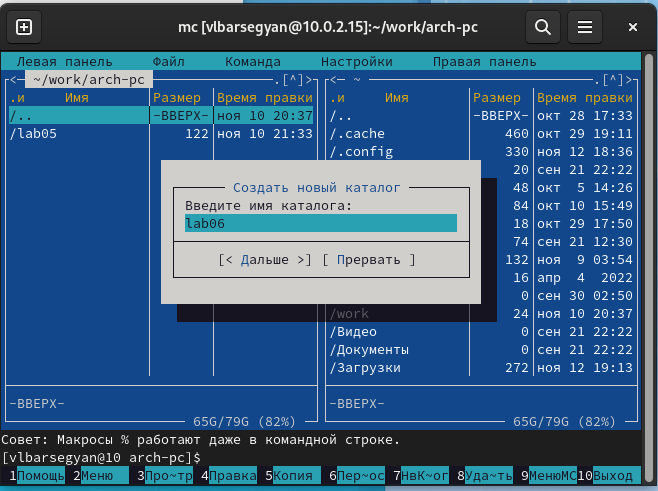 mc [vlbarsegyan@10.0.2.15]:~/work/arch-pc
Левая панель Файл Команда Настройки Правая панель
~/work/arch-pc .[^]> <- ~ .[^]>
.и Имя Размер Время правки .и Имя Размер Время правки
/.. -ВВЕРХ- ноя 10 20:37 /.. -ВВЕРХ- окт 28 17:33
/lab05 122 ноя 10 21:33 /.cache 460 окт 29 19:11
/.config 330 ноя 12 18:36
20 сен 21 22:22
Создать новый каталог 48 окт 5 14:26
Введите имя каталога: 84 окт 10 15:49
lab06 18 окт 29 17:50
74 сен 21 12:30
[< Дальше >] [ Прервать ] 132 ноя 9 03:54
16 апр 4 2022
0 сен 30 02:50
/work 24 ноя 10 20:37
/Видео 0 сен 21 22:22
/Документы 0 сен 21 22:22
/Загрузки 272 ноя 12 19:13
-ВВЕРХ- -ВВЕРХ-
65G/79G (82%) 65G/79G (82%)
Совет: Макросы % работают даже в командной строке.
[vlbarsegyan@10 arch-pc]$
1Помощь 2Меню 3Про~тр 4Правка 5Копия 6Пер~ос 7НвК~ог 8Уда~ть 9МенюМС 10Выход